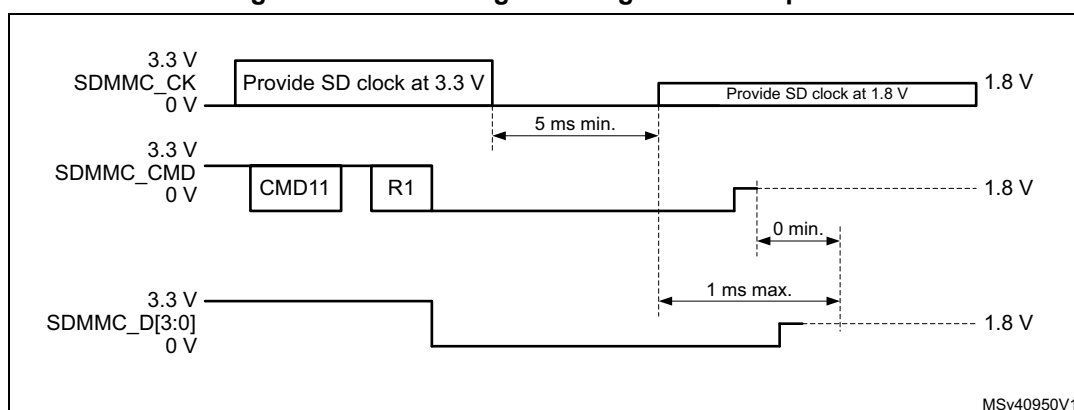 3.3 V
SDMMC_CK
0 V
Provide SD clock at 3.3 V
Provide SD clock at 1.8 V
1.8 V
5 ms min.
3.3 V
SDMMC_CMD
0 V
CMD11
R1
1.8 V
0 min.
1 ms max.
3.3 V
SDMMC_D[3:0]
0 V
1.8 V
MSv40950V1